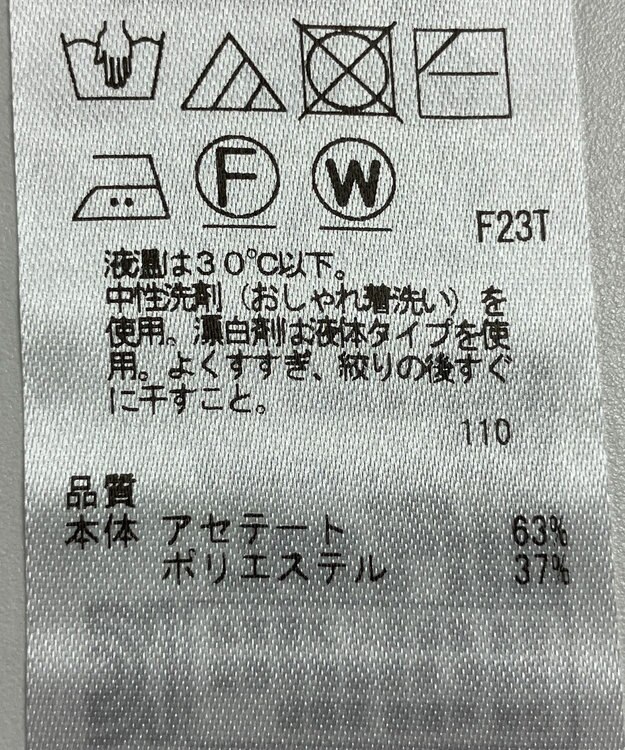 F W
F23T
液温は30℃以下。
中性洗剤（おしゃれ着洗い）を
使用。漂白剤は液体タイプを使
用。よくすすぎ、絞りの後すぐ
に干すこと。
110
品質
本体 アセテート 63%
ポリエステル 37%